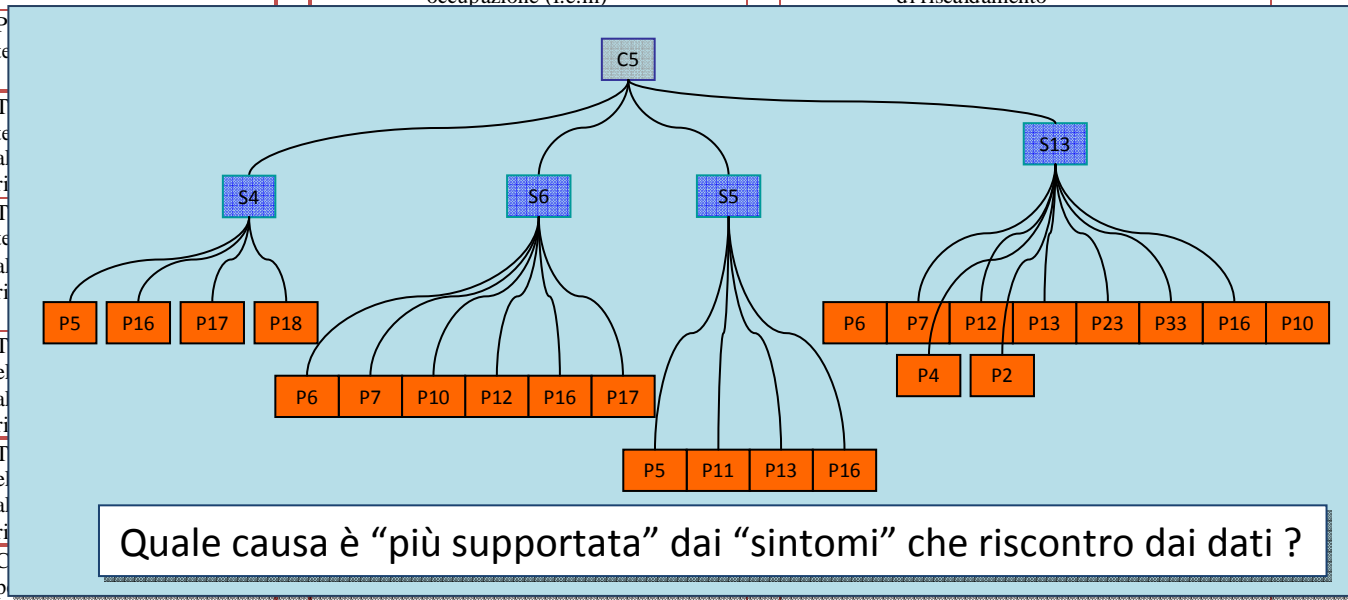 C5
S13
S4
S6
S5
P5 P16 P17 P18
P6 P7 P12 P13 P23 P33 P16 P10
P4 P2
P6 P7 P10 P12 P16 P17
P5 P11 P13 P16
Quale causa è “più supportata” dai “sintomi” che riscontro dai dati ?